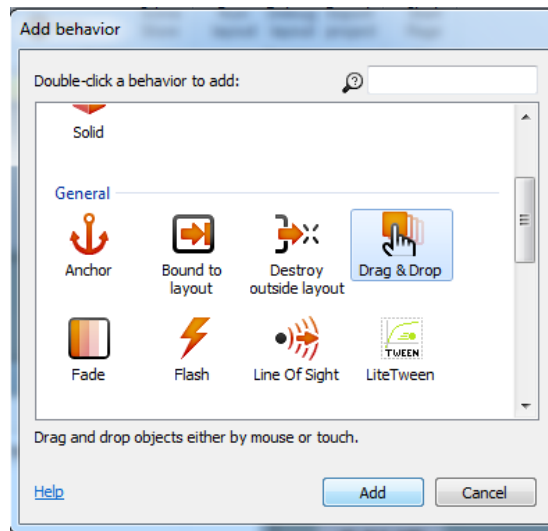 Add behavior
Double-click a behavior to add:
Solid
General
Anchor
Bound to
layout
Destroy
outside layout
Drag & Drop
Fade
Flash
Line Of Sight
TWEEN
LiteTween
Drag and drop objects either by mouse or touch.
Help
Add
Cancel